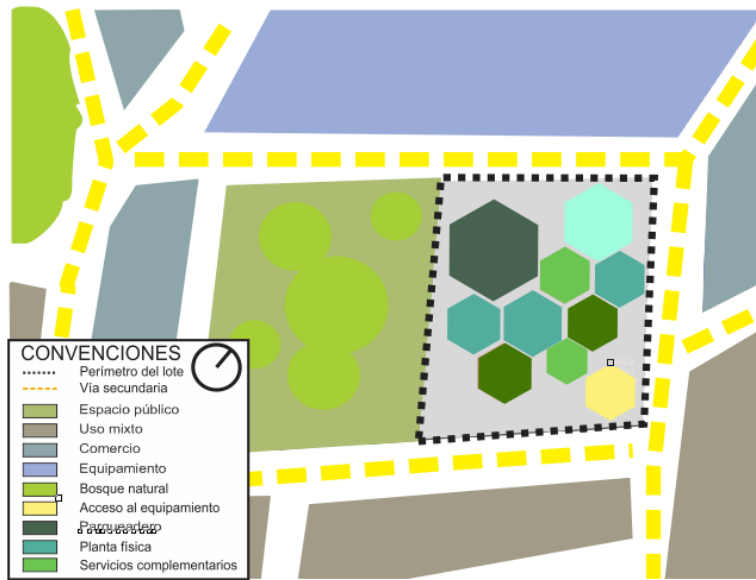 CONVENCIONES
Perímetro del lote
Vía secundaria
Espacio público
Uso mixto
Comercio
Equipamiento
Bosque natural
Acceso al equipamiento
Parqueadero
Planta física
Servicios complementarios